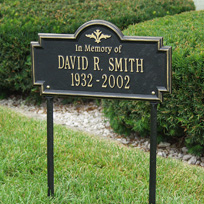 In Memory of
DAVID R. SMITH
1932-2002